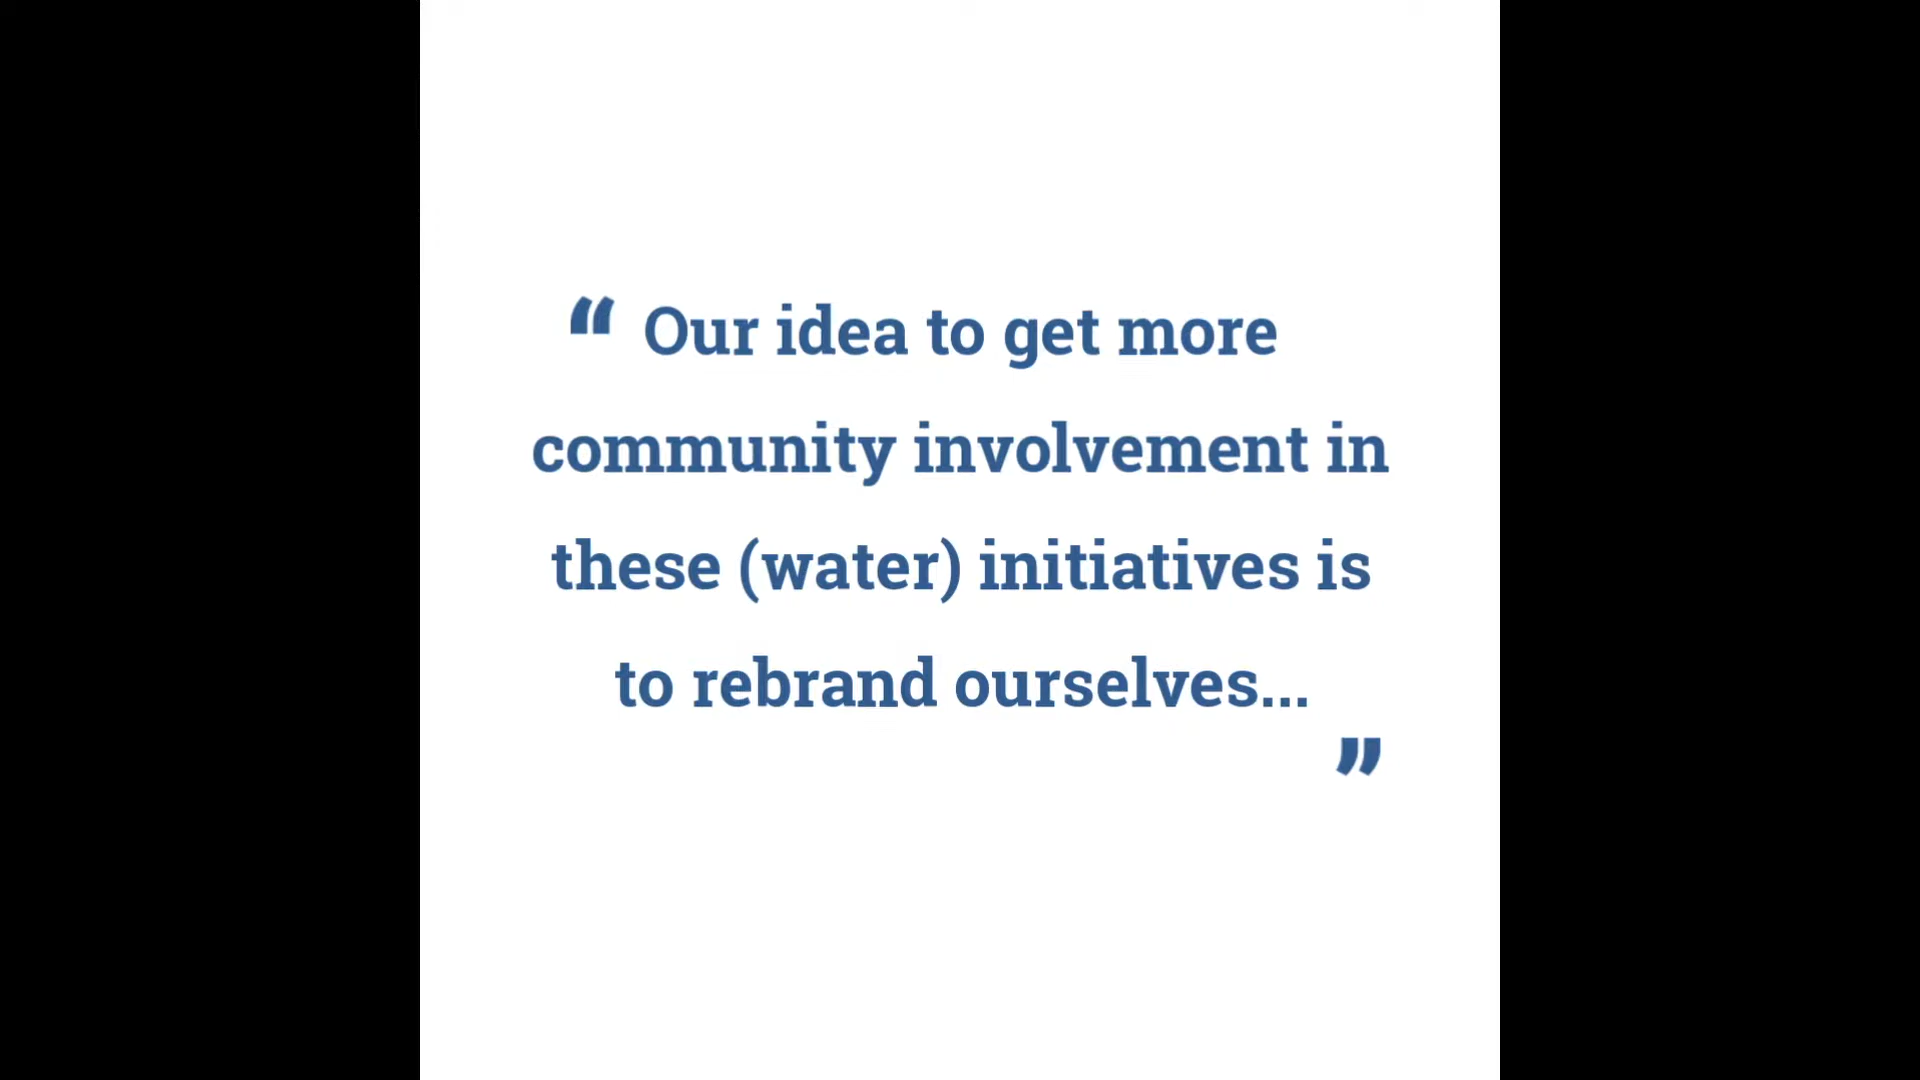 “ Our idea to get more
community involvement in
these (water) initiatives is
to rebrand ourselves...
”